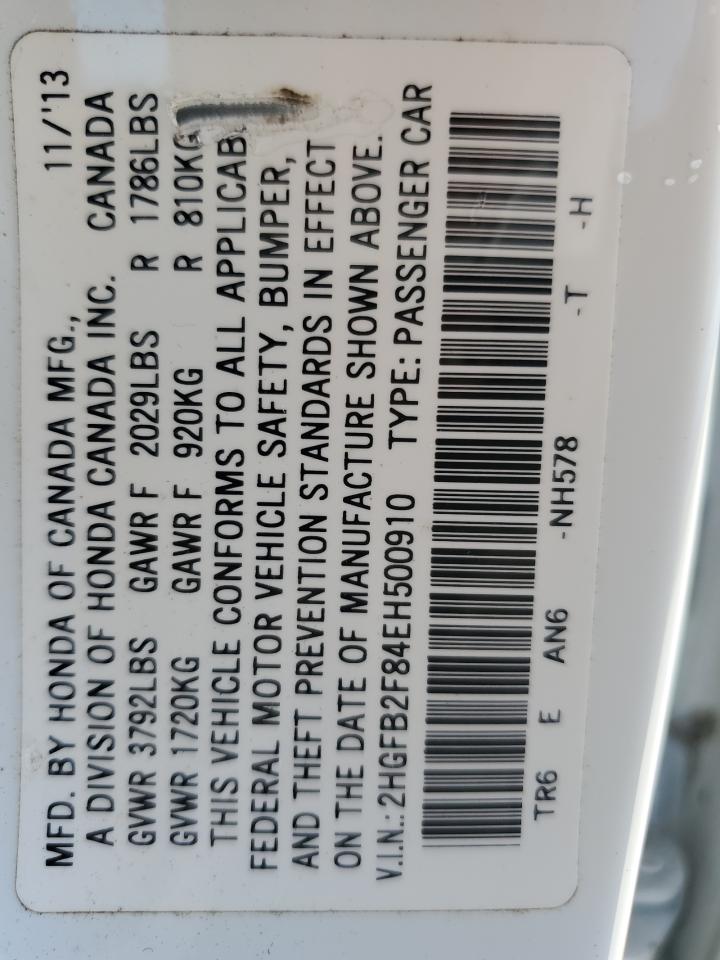 MFD. BY HONDA OF CANADA MFG., 11/'13
A DIVISION OF HONDA CANADA INC. CANADA
GVWR 3792LBS GAWR F 2029LBS R 1786LBS
GVWR 1720KG GAWR F 920KG R 810KG
THIS VEHICLE CONFORMS TO ALL APPLICAB
FEDERAL MOTOR VEHICLE SAFETY, BUMPER,
AND THEFT PREVENTION STANDARDS IN EFFECT
ON THE DATE OF MANUFACTURE SHOWN ABOVE.
V.I.N.: 2HGFB2F84EH500910 TYPE: PASSENGER CAR
TR6 E AN6 -NH578 -T -H